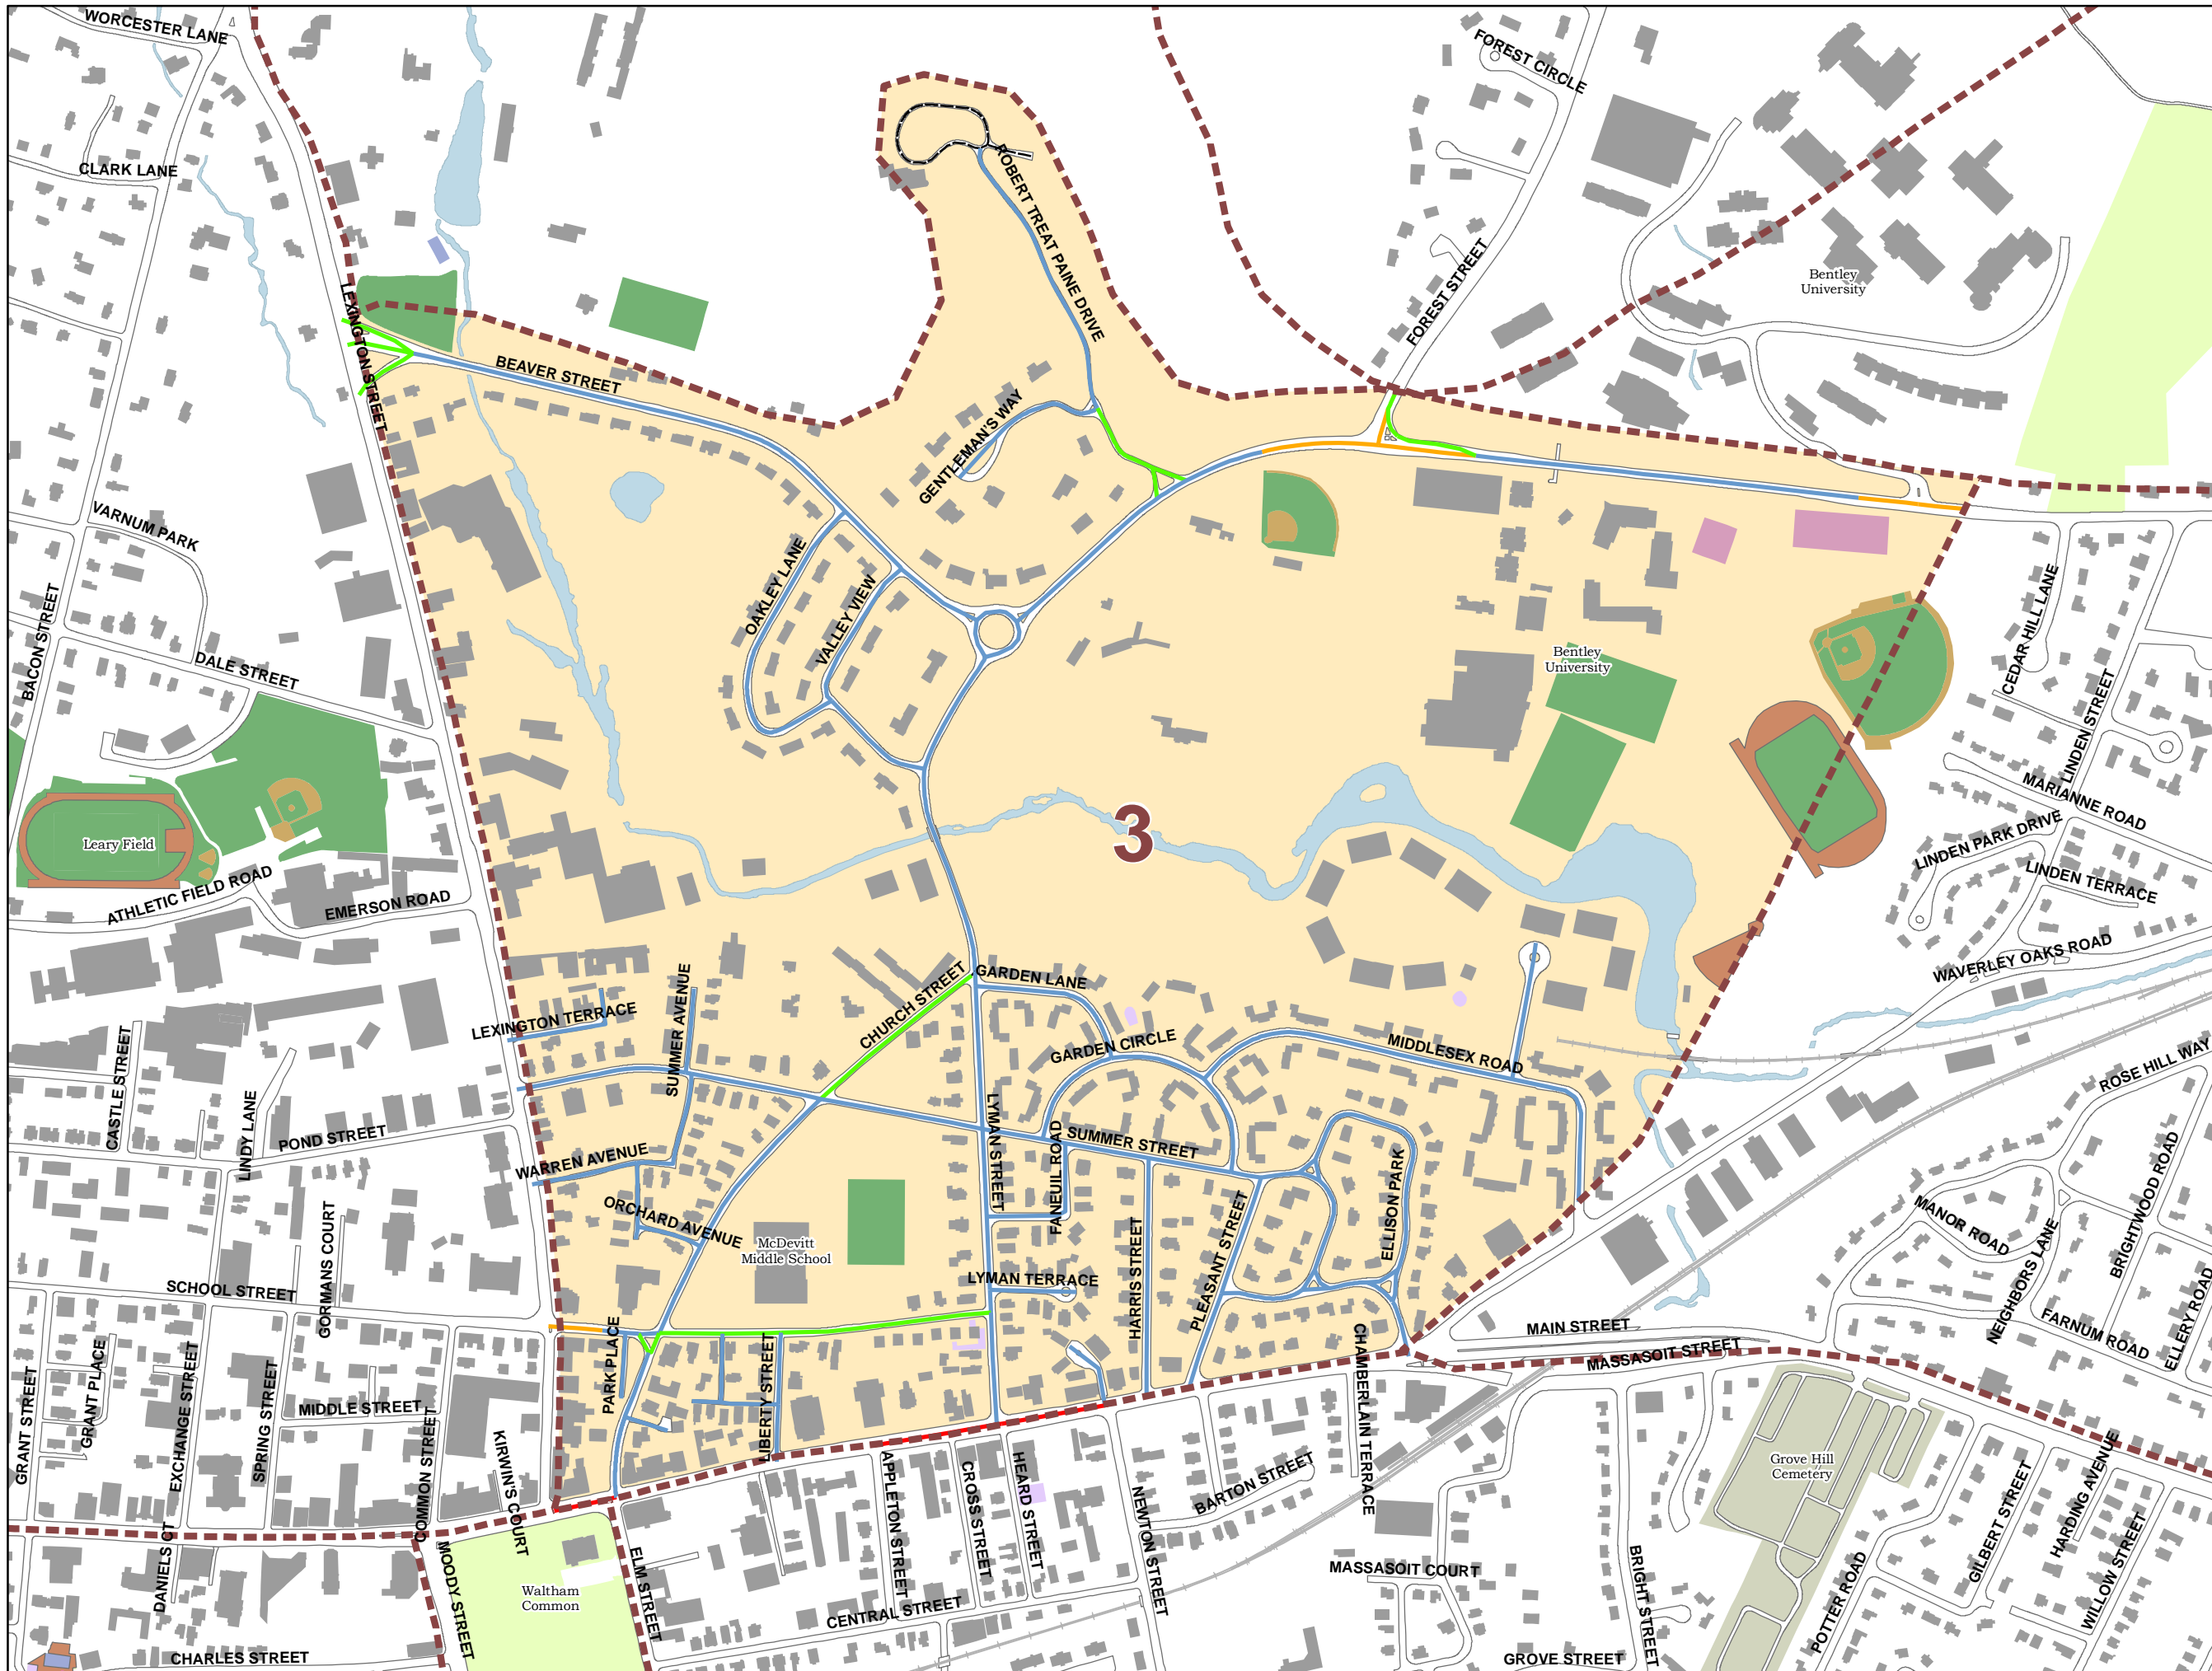 WORCESTER LANE
FOREST CIRCLE
CLARK LANE
ROBERT TREAT PAINE DRIVE
FOREST STREET
Bentley
University
LEXINGTON STREET
BEAVER STREET
GENTLEMAN'S WAY
VARNUM PARK
OAKLEY LANE
VALLEY VIEW
BACON STREET
CEDAR HILL LANE
DALE STREET
Bentley
University
LINDEN STREET
MARIANNE ROAD
3
Leary Field
LINDEN PARK DRIVE
LINDEN TERRACE
ATHLETIC FIELD ROAD
EMERSON ROAD
WAVERLEY OAKS ROAD
GARDEN LANE
CHURCH STREET
SUMMER AVENUE
LEXINGTON TERRACE
GARDEN CIRCLE
MIDDLESEX ROAD
ROSE HILL WAY
CASTLE STREET
LINDY LANE
POND STREET
LYMAN STREET
FANEUIL ROAD
SUMMER STREET
WARREN AVENUE
ORCHARD AVENUE
McDevitt
Middle School
PLEASANT STREET
ELLISON PARK
HARRIS STREET
MANOR ROAD
BRIGHTWOOD ROAD
NEIGHBORS LANE
LYMAN TERRACE
SCHOOL STREET
GORMANS COURT
PARK PLACE
LIBERTY STREET
CHAMBERLAIN TERRACE
MAIN STREET
MASSASOIT STREET
FARNUM ROAD
ELLERY ROAD
GRANT STREET
GRANT PLACE
EXCHANGE STREET
SPRING STREET
MIDDLE STREET
COMMON STREET
KIRWIN'S COURT
APPLETON STREET
CROSS STREET
HEARD STREET
NEWTON STREET
BARTON STREET
Grove Hill
Cemetery
GILBERT STREET
HARDING AVENUE
WILLOW STREET
DANIELS CT
MOODY STREET
Waltham
Common
ELM STREET
CENTRAL STREET
MASSASOIT COURT
BRIGHT STREET
POTTER ROAD
CHARLES STREET
GROVE STREET